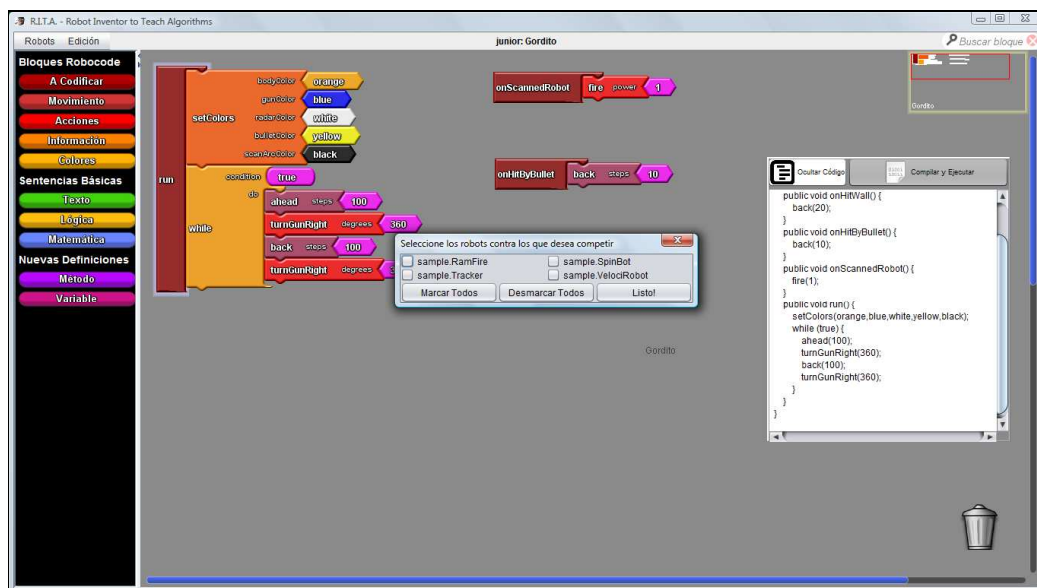 R.I.T.A. - Robot Inventor to Teach Algorithms
Robots Edición
junior: Gordito
Buscar bloque
Bloques Robocode
A Codificar
Movimiento
Acciones
Información
Colores
Sentencias Básicas
Texto
Lógica
Matemática
Nuevas Definiciones
Método
Variable
run
setColors
bodyColor orange
gunColor blue
radarColor white
bulletColor yellow
scanArcColor black
while
condition true
do
ahead steps 100
turnGunRight degrees 360
back steps 100
turnGunRight degrees
onScannedRobot fire power 1
onHitByBullet back steps 10
Seleccione los robots contra los que desea competir
sample.RamFire sample.SpinBot
sample.Tracker sample.VelociRobot
Marcar Todos Desmarcar Todos Listo!
Gordito
Gordito
Ocultar Código Compilar y Ejecutar
public void onHitWall() {
back(20);
}
public void onHitByBullet() {
back(10);
}
public void onScannedRobot() {
fire(1);
}
public void run() {
setColors(orange,blue,white,yellow,black);
while (true) {
ahead(100);
turnGunRight(360);
back(100);
turnGunRight(360);
}
}
}